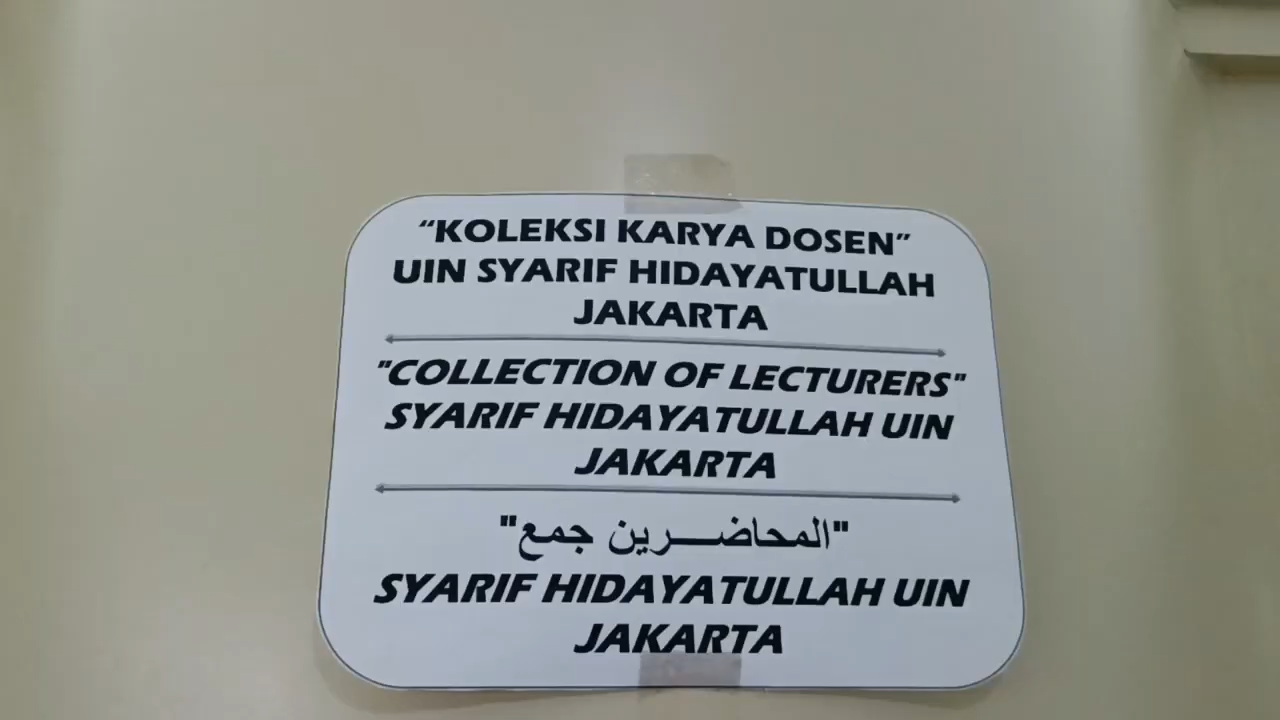 “KOLEKSI KARYA DOSEN”
UIN SYARIF HIDAYATULLAH
JAKARTA
"COLLECTION OF LECTURERS"
SYARIF HIDAYATULLAH UIN
JAKARTA
"المحاضـــرين جمع"
SYARIF HIDAYATULLAH UIN
JAKARTA